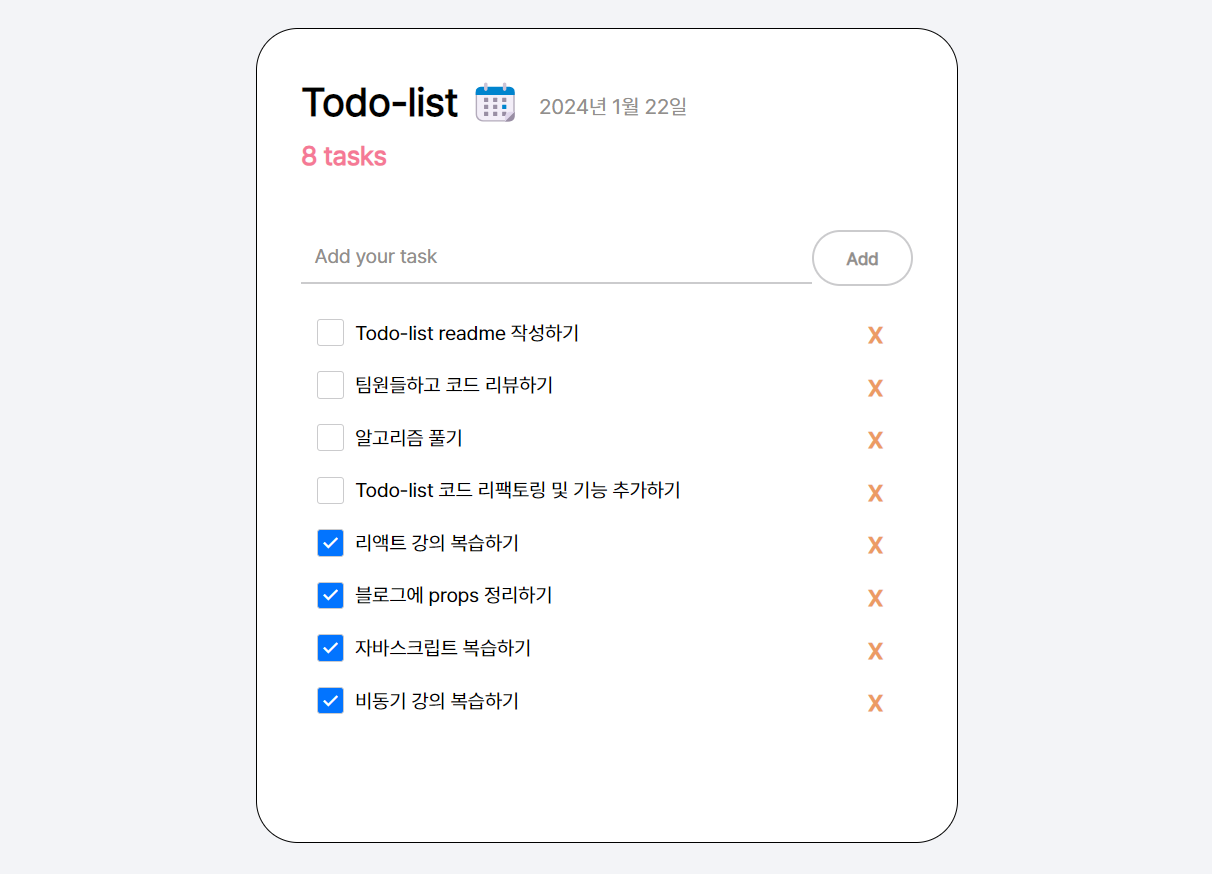 Todo-list 2024년 1월 22일
8 tasks
Add your task Add
Todo-list readme 작성하기 X
팀원들하고 코드 리뷰하기 X
알고리즘 풀기 X
Todo-list 코드 리팩토링 및 기능 추가하기 X
리액트 강의 복습하기 X
블로그에 props 정리하기 X
자바스크립트 복습하기 X
비동기 강의 복습하기 X